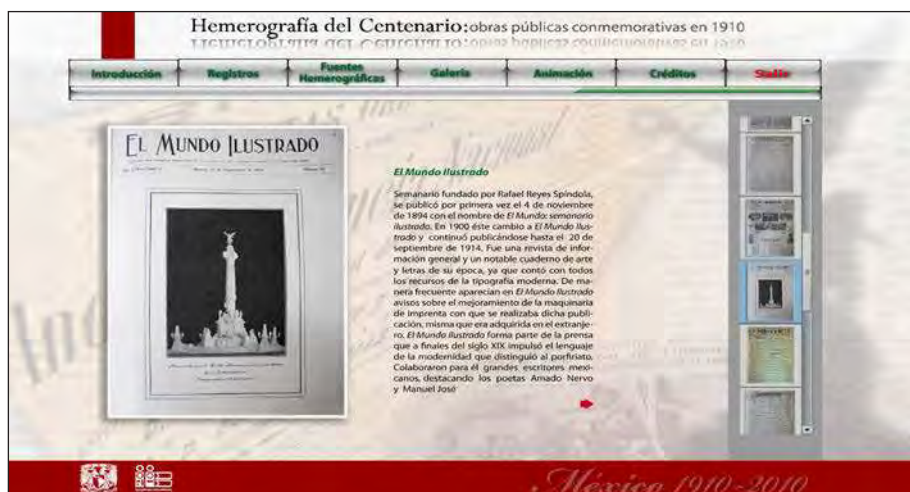 Hemerografía del Centenario: obras públicas conmemorativas en 1910
Introducción
Registros
Fuentes
Hemerográficas
Galería
Animación
Créditos
Salir
EL MUNDO ILUSTRADO
El Mundo Ilustrado
Semanario fundado por Rafael Reyes Spíndola,
se publicó por primera vez el 4 de noviembre
de 1894 con el nombre de El Mundo: semanario
ilustrado. En 1900 éste cambio a El Mundo Ilus-
trado y continuó publicándose hasta el 20 de
septiembre de 1914. Fue una revista de infor-
mación general y un notable cuaderno de arte
y letras de su época, ya que contó con todos
los recursos de la tipografía moderna. De ma-
nera frecuente aparecían en El Mundo Ilustrado
avisos sobre el mejoramiento de la maquinaria
de imprenta con que se realizaba dicha publi-
cación, misma que era adquirida en el extranje-
ro. El Mundo Ilustrado forma parte de la prensa
que a finales del siglo XIX impulsó el lenguaje
de la modernidad que distinguió al porfiriato.
Colaboraron para él grandes escritores mexi-
canos, destacando los poetas Amado Nervo
y Manuel José
México 1910-2010